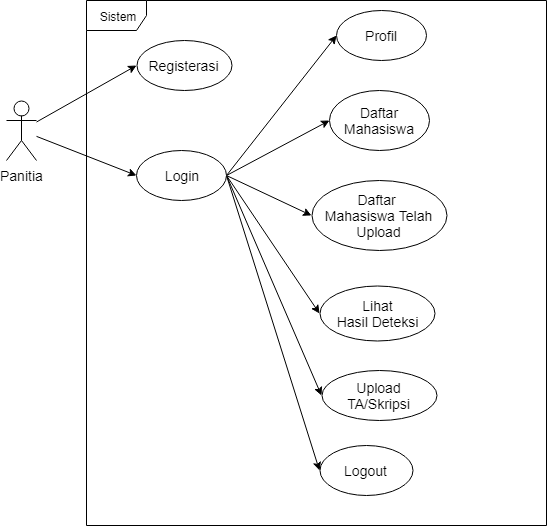 Sistem
Profil
Registerasi
Daftar
Mahasiswa
Panitia
Login
Daftar
Mahasiswa Telah
Upload
Lihat
Hasil Deteksi
Upload
TA/Skripsi
Logout